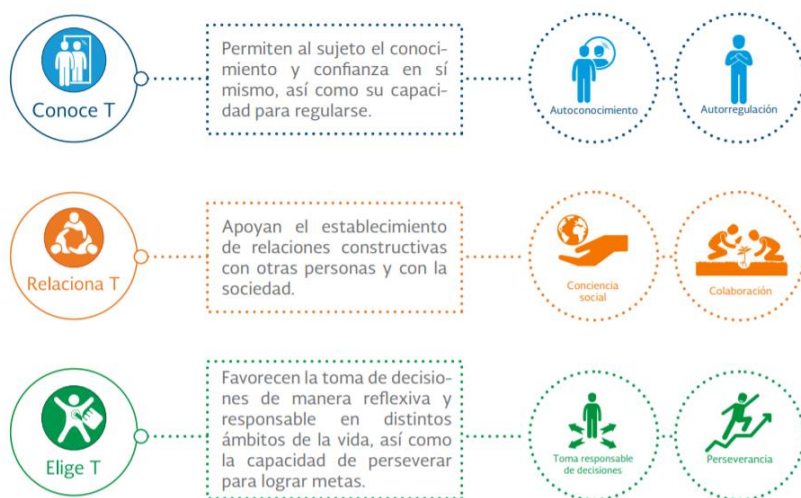 Conoce T
Permiten al sujeto el conoci-
miento y confianza en sí
mismo, así como su capaci-
dad para regularse.
Autoconocimiento
Autorregulación
Relaciona T
Apoyan el establecimiento
de relaciones constructivas
con otras personas y con la
sociedad.
Conciencia
social
Colaboración
Elige T
Favorecen la toma de decisio-
nes de manera reflexiva y
responsable en distintos
ámbitos de la vida, así como
la capacidad de perseverar
para lograr metas.
Toma responsable
de decisiones
Perseverancia